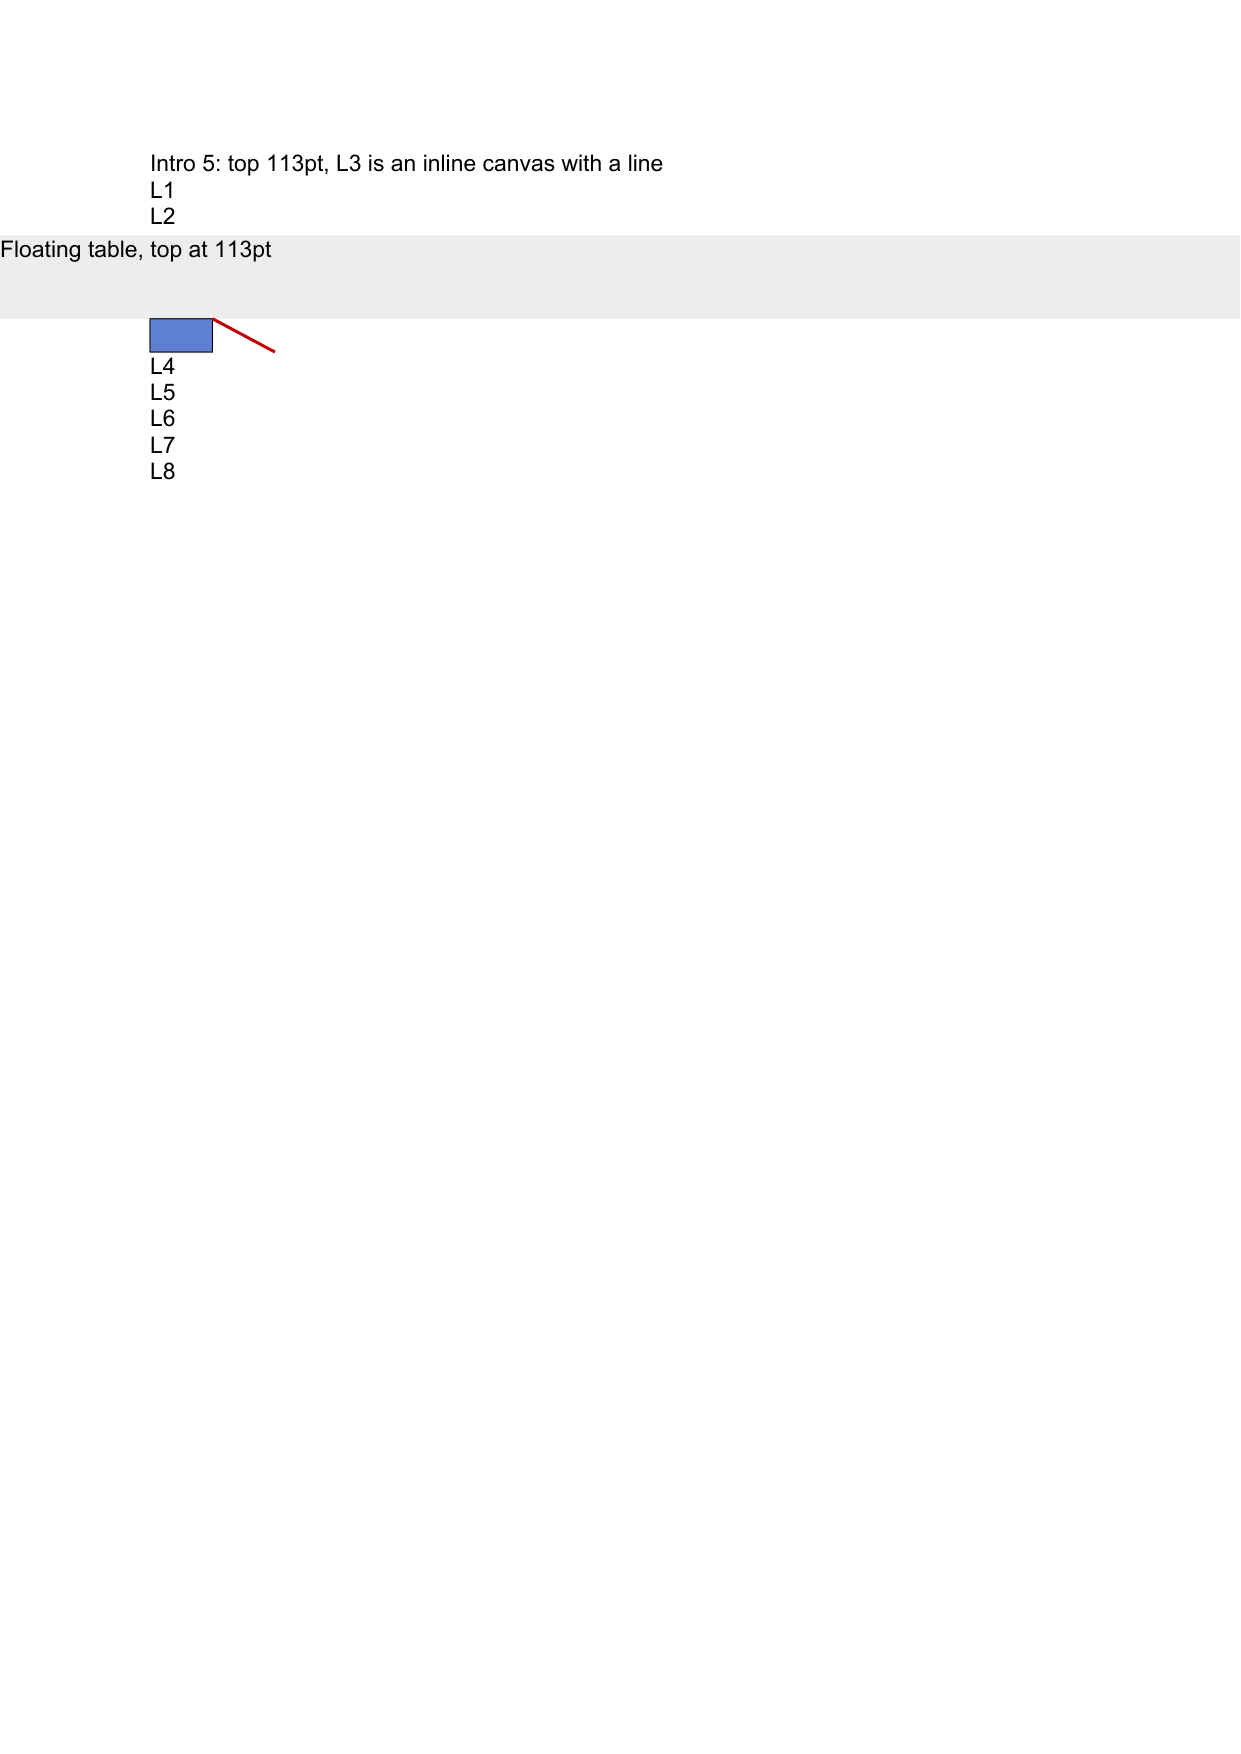 Intro 5: top 113pt, L3 is an inline canvas with a line
L1
L2
Floating table, top at 113pt
L4
L5
L6
L7
L8